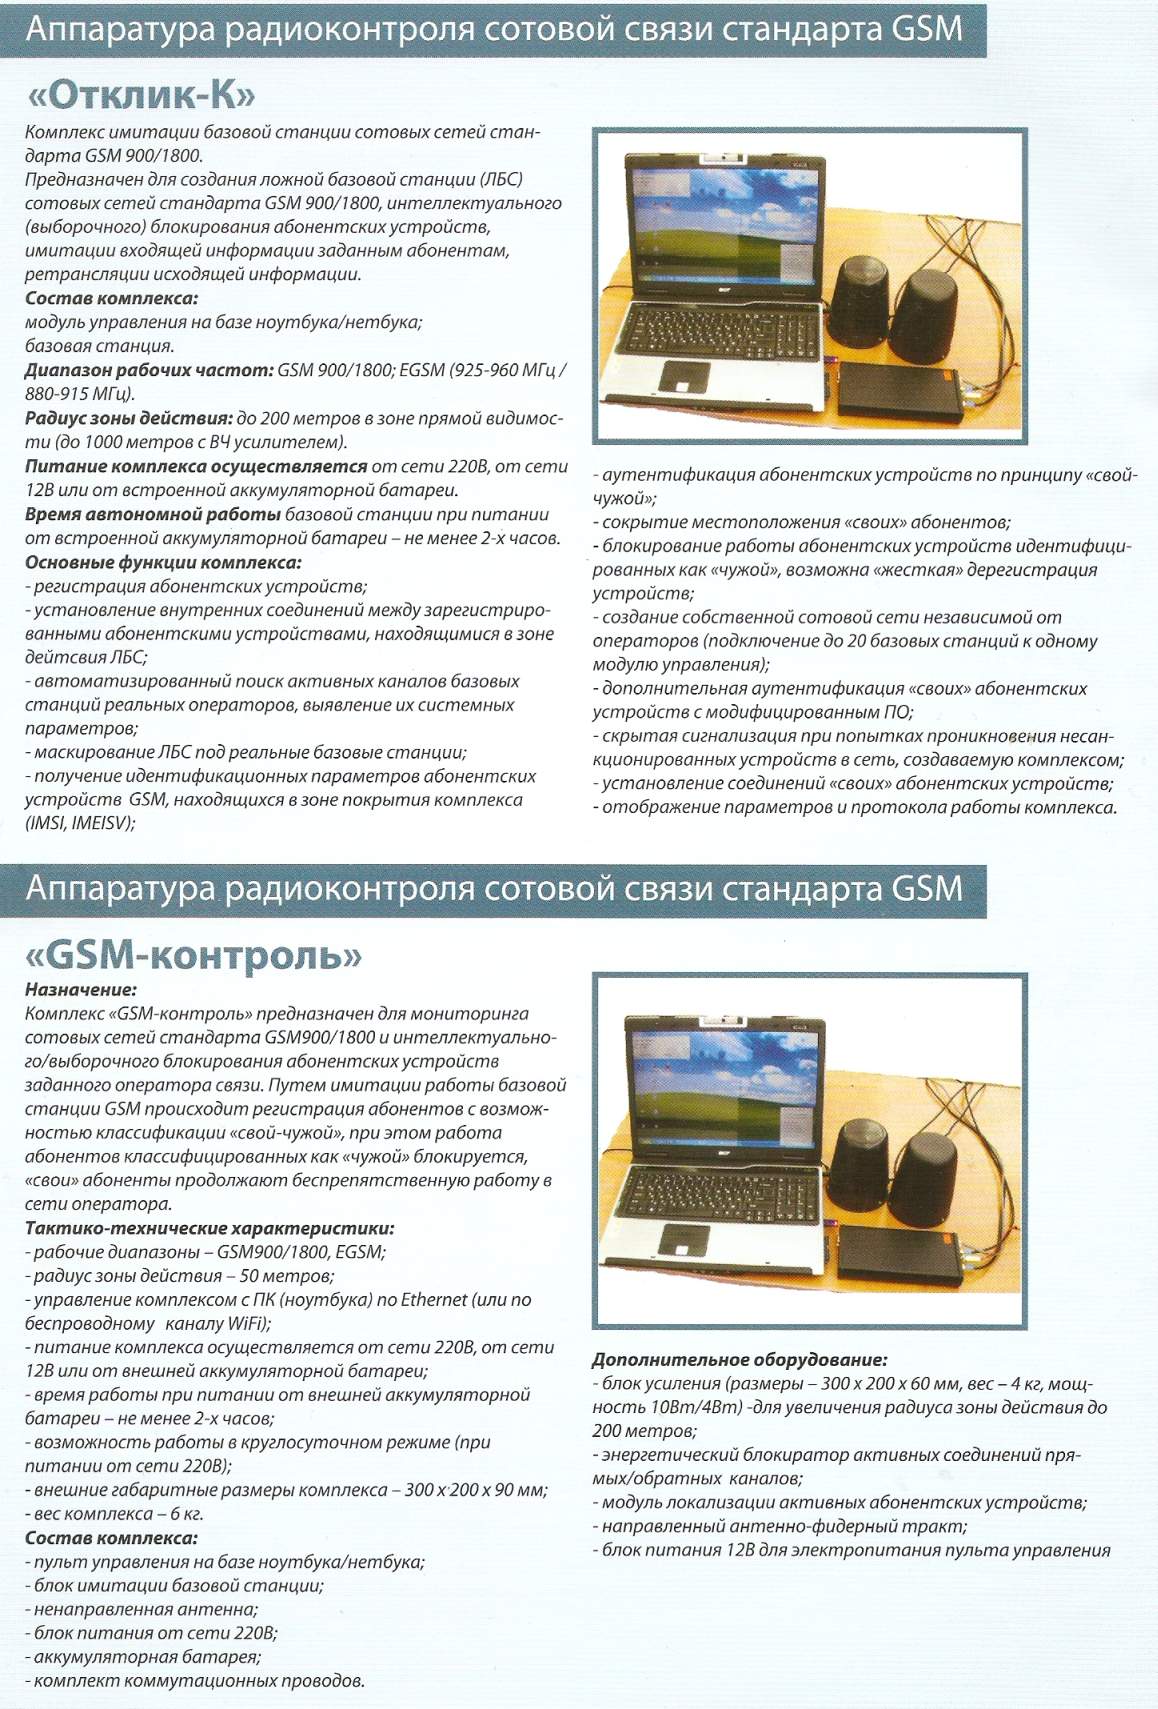 Аппаратура радиоконтроля сотовой связи стандарта GSM
«Отклик-К»
Комплекс имитации базовой станции сотовых сетей стан-
дарта GSM 900/1800.
Предназначен для создания ложной базовой станции (ЛБС)
сотовых сетей стандарта GSM 900/1800, интеллектуального
(выборочного) блокирования абонентских устройств,
имитации входящей информации заданным абонентам,
ретрансляции исходящей информации.
Состав комплекса:
модуль управления на базе ноутбука/нетбука;
базовая станция.
Диапазон рабочих частот: GSM 900/1800; EGSM (925-960 МГц /
880-915 МГц).
Радиус зоны действия: до 200 метров в зоне прямой видимос-
ти (до 1000 метров с ВЧ усилителем).
Питание комплекса осуществляется от сети 220В, от сети
12В или от встроенной аккумуляторной батареи.
Время автономной работы базовой станции при питании
от встроенной аккумуляторной батареи – не менее 2-х часов.
Основные функции комплекса:
- регистрация абонентских устройств;
- установление внутренних соединений между зарегистриро-
ванными абонентскими устройствами, находящимися в зоне
дейтсвия ЛБС;
- автоматизированный поиск активных каналов базовых
станций реальных операторов, выявление их системных
параметров;
- маскирование ЛБС под реальные базовые станции;
- получение идентификационных параметров абонентских
устройств GSM, находящихся в зоне покрытия комплекса
(IMSI, IMEISV);
- аутентификация абонентских устройств по принципу «свой-
чужой»;
- сокрытие местоположения «своих» абонентов;
- блокирование работы абонентских устройств идентифици-
рованных как «чужой», возможна «жесткая» дерегистрация
устройств;
- создание собственной сотовой сети независимой от
операторов (подключение до 20 базовых станций к одному
модулю управления);
- дополнительная аутентификация «своих» абонентских
устройств с модифицированным ПО;
- скрытая сигнализация при попытках проникновения несан-
кционированных устройств в сеть, создаваемую комплексом;
- установление соединений «своих» абонентских устройств;
- отображение параметров и протокола работы комплекса.
Аппаратура радиоконтроля сотовой связи стандарта GSM
«GSM-контроль»
Назначение:
Комплекс «GSM-контроль» предназначен для мониторинга
сотовых сетей стандарта GSM900/1800 и интеллектуально-
го/выборочного блокирования абонентских устройств
заданного оператора связи. Путем имитации работы базовой
станции GSM происходит регистрация абонентов с возмож-
ностью классификации «свой-чужой», при этом работа
абонентов классифицированных как «чужой» блокируется,
«свои» абоненты продолжают беспрепятственную работу в
сети оператора.
Тактико-технические характеристики:
- рабочие диапазоны – GSM900/1800, EGSM;
- радиус зоны действия – 50 метров;
- управление комплексом с ПК (ноутбука) по Ethernet (или по
беспроводному каналу WiFi);
- питание комплекса осуществляется от сети 220В, от сети
12В или от внешней аккумуляторной батареи;
- время работы при питании от внешней аккумуляторной
батареи – не менее 2-х часов;
- возможность работы в круглосуточном режиме (при
питании от сети 220В);
- внешние габаритные размеры комплекса – 300 х 200 х 90 мм;
- вес комплекса – 6 кг.
Состав комплекса:
- пульт управления на базе ноутбука/нетбука;
- блок имитации базовой станции;
- ненаправленная антенна;
- блок питания от сети 220В;
- аккумуляторная батарея;
- комплект коммутационных проводов.
Дополнительное оборудование:
- блок усиления (размеры – 300 х 200 х 60 мм, вес – 4 кг, мощ-
ность 10Вт/4Вт) -для увеличения радиуса зоны действия до
200 метров;
- энергетический блокиратор активных соединений пря-
мых/обратных каналов;
- модуль локализации активных абонентских устройств;
- направленный антенно-фидерный тракт;
- блок питания 12В для электропитания пульта управления